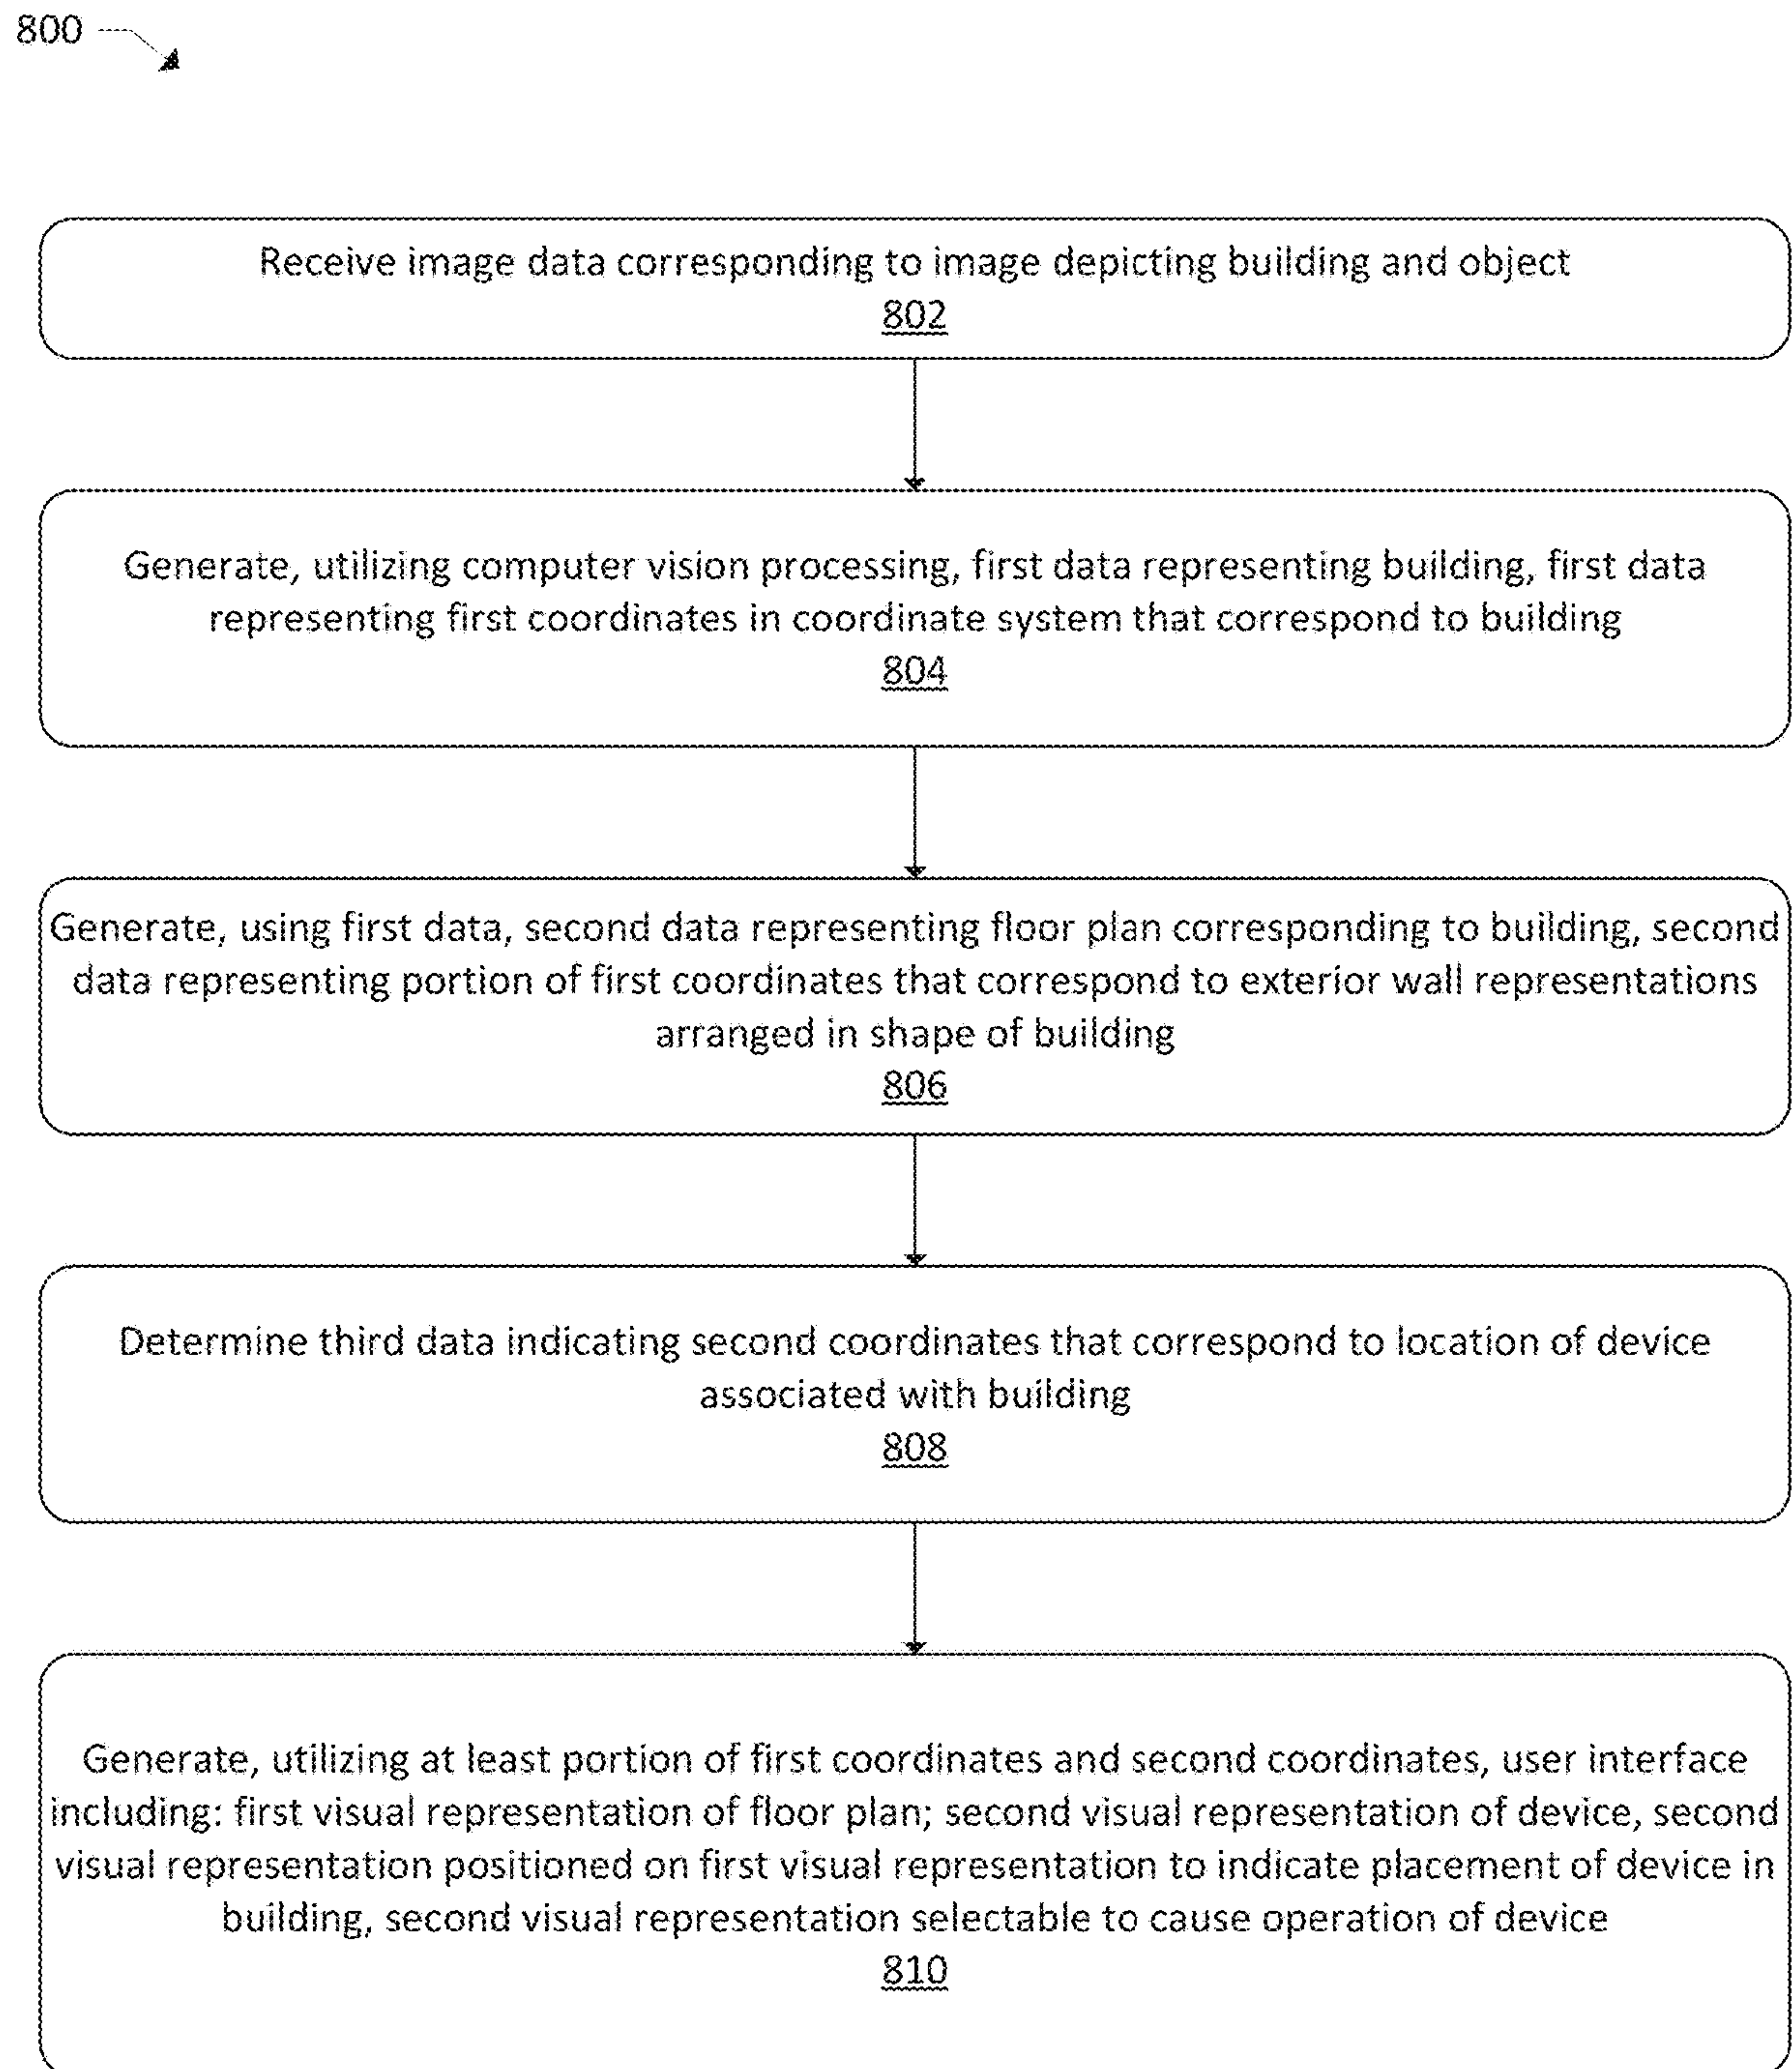 800
Receive image data corresponding to image depicting building and object
802
Generate, utilizing computer vision processing, first data representing building, first data
representing first coordinates in coordinate system that correspond to building
804
Generate, using first data, second data representing floor plan corresponding to building, second
data representing portion of first coordinates that correspond to exterior wall representations
arranged in shape of building
806
Determine third data indicating second coordinates that correspond to location of device
associated with building
808
Generate, utilizing at least portion of first coordinates and second coordinates, user interface
including: first visual representation of floor plan; second visual representation of device, second
visual representation positioned on first visual representation to indicate placement of device in
building, second visual representation selectable to cause operation of device
810